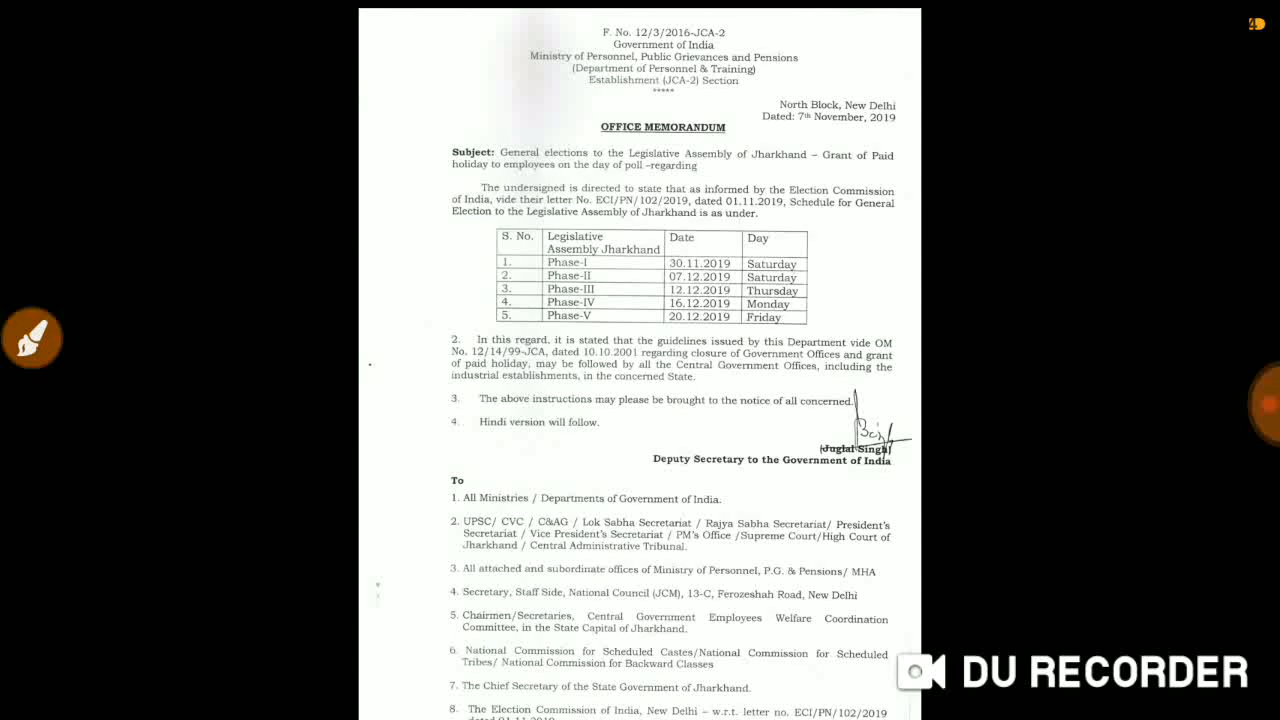 F. No. 12/3/2016-JCA-2
Government of India
Ministry of Personnel, Public Grievances and Pensions
(Department of Personnel & Training)
Establishment (JCA-2) Section
*****
North Block, New Delhi
Dated: 7th November, 2019
OFFICE MEMORANDUM
Subject: General elections to the Legislative Assembly of Jharkhand – Grant of Paid
holiday to employees on the day of poll –regarding
The undersigned is directed to state that as informed by the Election Commission
of India, vide their letter No. ECI/PN/102/2019, dated 01.11.2019, Schedule for General
Election to the Legislative Assembly of Jharkhand is as under.
S. No. Legislative Assembly Jharkhand Date Day
1. Phase-I 30.11.2019 Saturday
2. Phase-II 07.12.2019 Saturday
3. Phase-III 12.12.2019 Thursday
4. Phase-IV 16.12.2019 Monday
5. Phase-V 20.12.2019 Friday
2. In this regard, it is stated that the guidelines issued by this Department vide OM
No. 12/14/99-JCA, dated 10.10.2001 regarding closure of Government Offices and grant
of paid holiday, may be followed by all the Central Government Offices, including the
industrial establishments, in the concerned State.
3. The above instructions may please be brought to the notice of all concerned.
4. Hindi version will follow.
(Juglal Singh)
Deputy Secretary to the Government of India
To
1. All Ministries / Departments of Government of India.
2. UPSC/ CVC / C&AG / Lok Sabha Secretariat / Rajya Sabha Secretariat/ President's
Secretariat / Vice President's Secretariat / PM's Office /Supreme Court/High Court of
Jharkhand / Central Administrative Tribunal.
3. All attached and subordinate offices of Ministry of Personnel, P.G. & Pensions/ MHA
4. Secretary, Staff Side, National Council (JCM), 13-C, Ferozeshah Road, New Delhi
5. Chairmen/Secretaries, Central Government Employees Welfare Coordination
Committee, in the State Capital of Jharkhand.
6. National Commission for Scheduled Castes/National Commission for Scheduled
Tribes/ National Commission for Backward Classes
7. The Chief Secretary of the State Government of Jharkhand.
8. The Election Commission of India, New Delhi – w.r.t. letter no. ECI/PN/102/2019
dated 01.11.2019
DU RECORDER